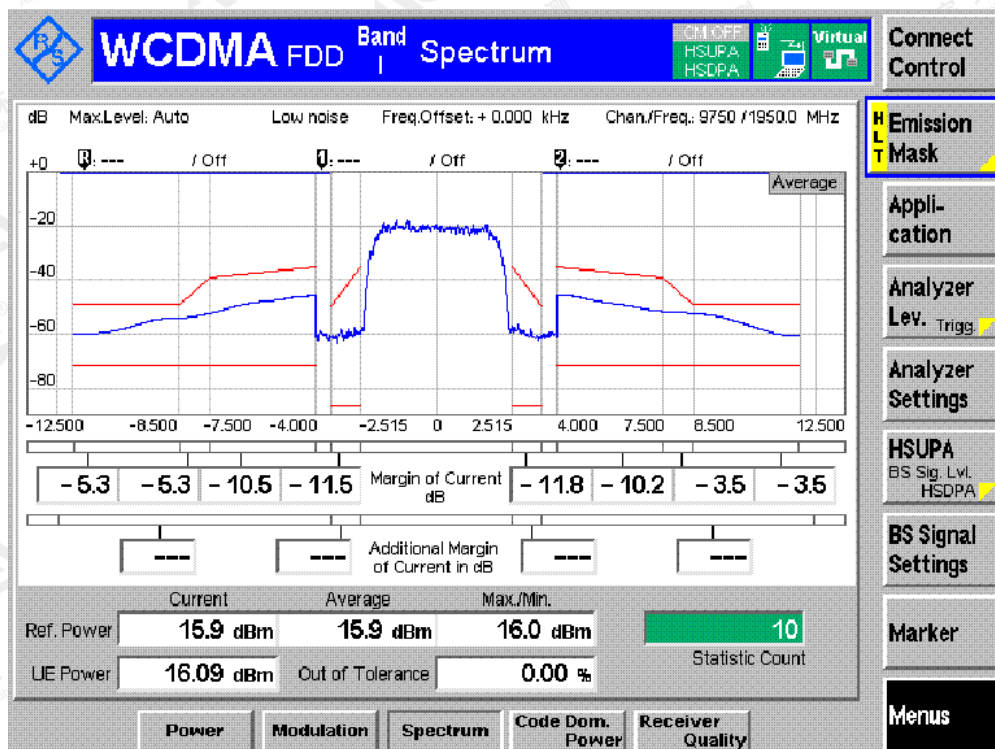 R/S
WCDMA FDD Band I Spectrum
CH.OFF
HSUPA
HSDPA
Virtual
Connect Control
dB Max.Level: Auto Low noise Freq.Offset: + 0.000 kHz Chan./Freq.: 9750 /1950.0 MHz
R: --- / Off 1: --- / Off 2: --- / Off
HLT Emission Mask
Average
+0
-20
-40
-60
-80
-12.500 -8.500 -7.500 -4.000 -2.515 0 2.515 4.000 7.500 8.500 12.500
Appli-
cation
Analyzer
Lev. Trigg.
Analyzer
Settings
HSUPA
BS Sig. Lvl.
HSDPA
BS Signal
Settings
Marker
Menus
- 5.3 - 5.3 - 10.5 - 11.5 Margin of Current dB - 11.8 - 10.2 - 3.5 - 3.5
--- --- Additional Margin of Current in dB --- ---
Current Average Max./Min.
Ref. Power 15.9 dBm 15.9 dBm 16.0 dBm 10
Statistic Count
UE Power 16.09 dBm Out of Tolerance 0.00 %
Power Modulation Spectrum Code Dom. Power Receiver Quality